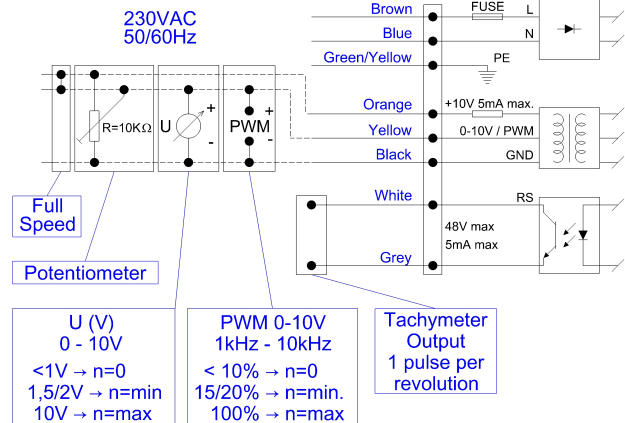 230VAC
50/60Hz
Brown
FUSE
L
Blue
N
Green/Yellow
PE
Orange
+10V 5mA max.
Yellow
0-10V / PWM
Black
GND
R=10KΩ
U
+
-
PWM
+
-
White
RS
48V max
5mA max
Grey
Full
Speed
Potentiometer
U (V)
0 - 10V
<1V → n=0
1,5/2V → n=min
10V → n=max
PWM 0-10V
1kHz - 10kHz
< 10% → n=0
15/20% → n=min.
100% → n=max
Tachymeter
Output
1 pulse per
revolution